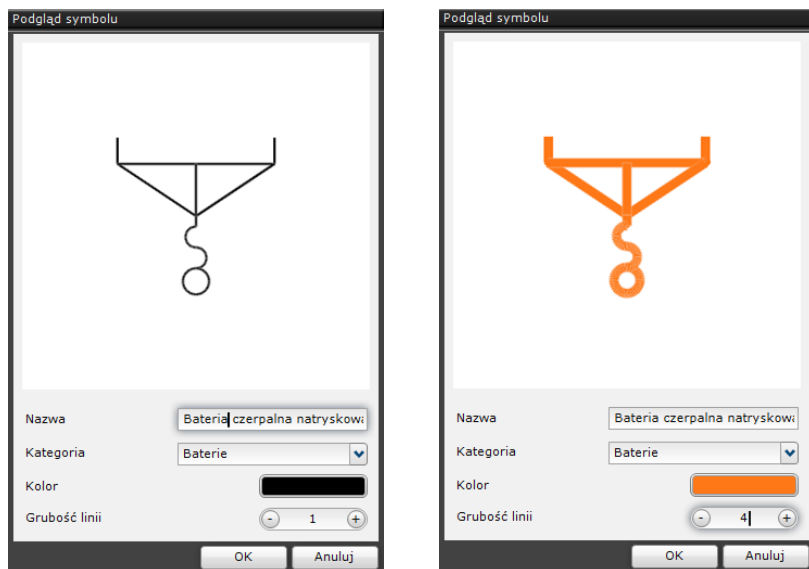 Podgląd symbolu
Nazwa
Bateria czerpalna natryskowa
Kategoria
Baterie
Kolor
Grubość linii
- 1 +
OK
Anuluj
Podgląd symbolu
Nazwa
Bateria czerpalna natryskowa
Kategoria
Baterie
Kolor
Grubość linii
- 4 +
OK
Anuluj